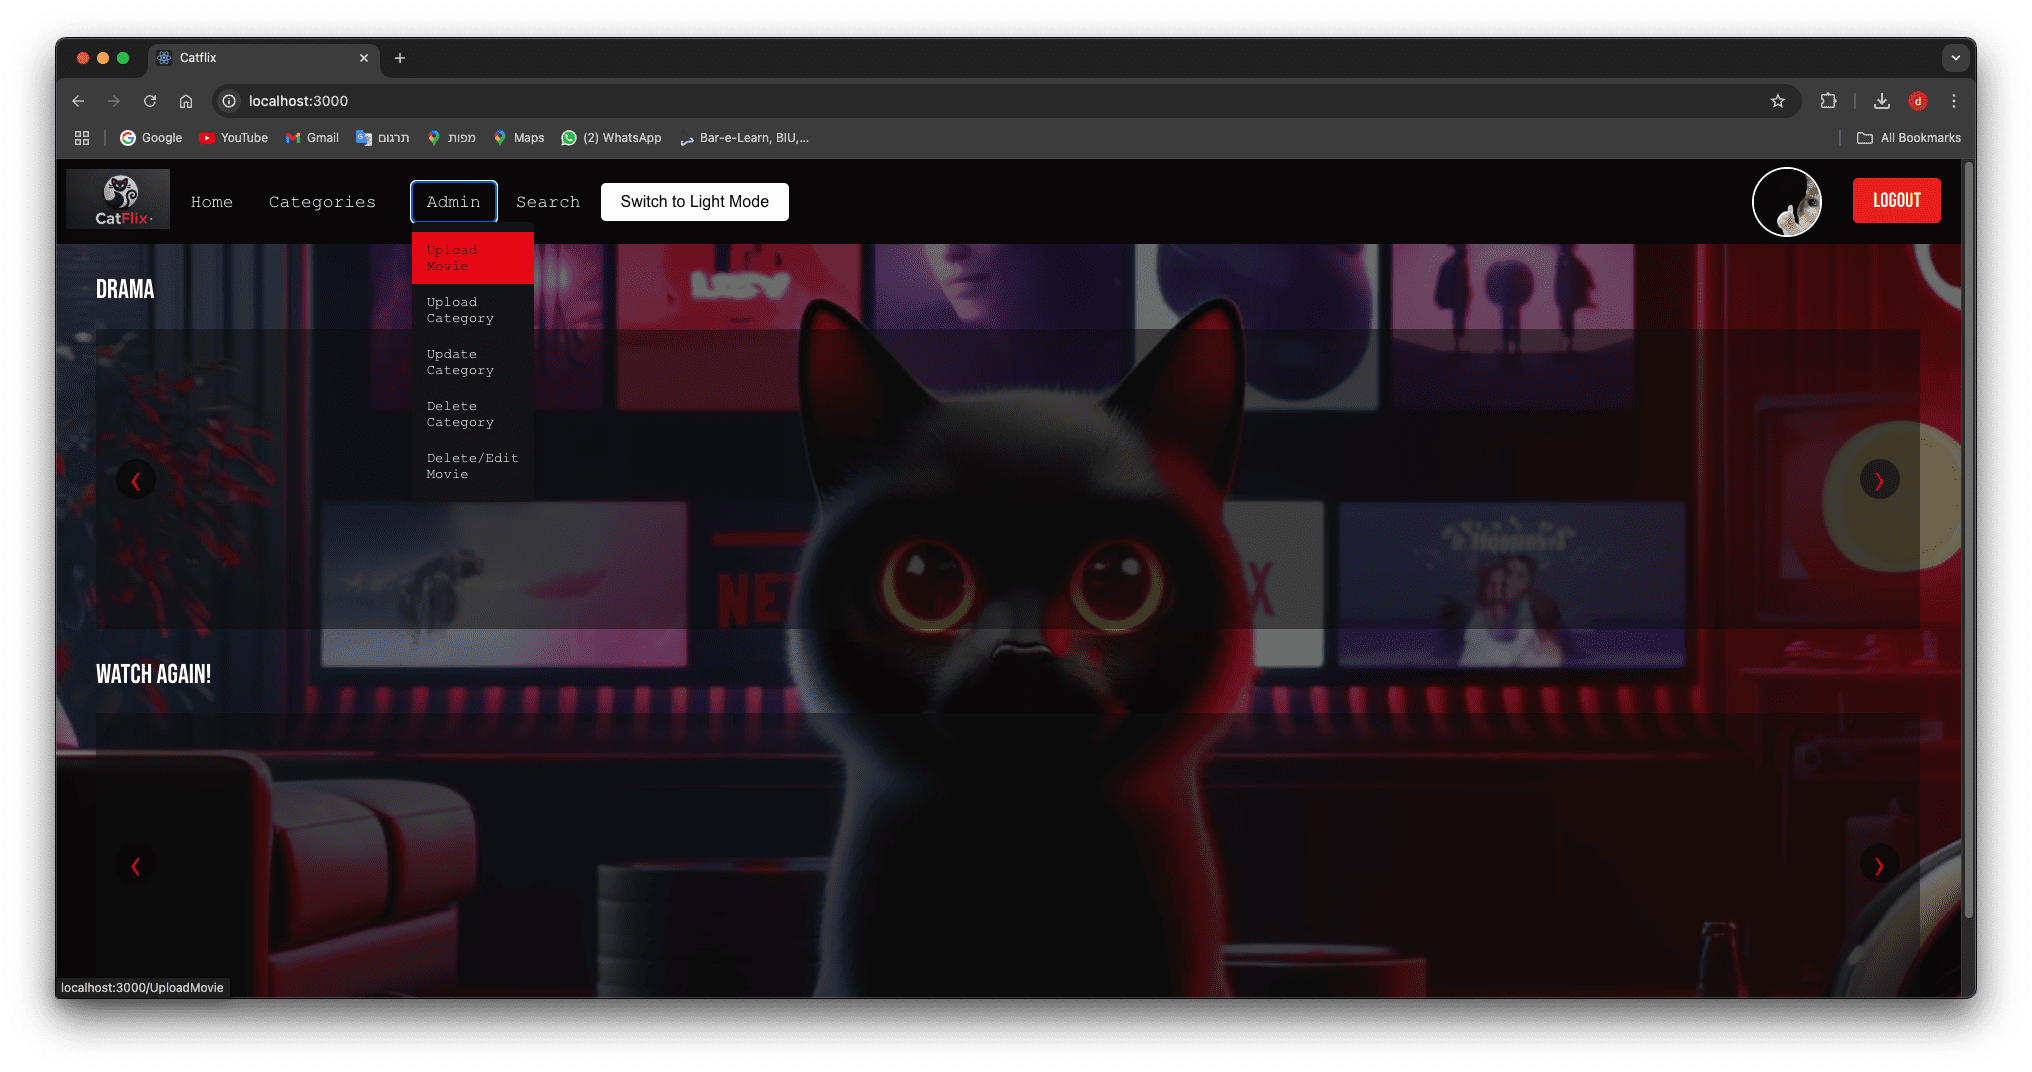 Catflix
localhost:3000
Google
YouTube
Gmail
תרגום
מפות
Maps
(2) WhatsApp
Bar-e-Learn, BIU,...
All Bookmarks
CatFlix
Home
Categories
Admin
Search
Switch to Light Mode
d
LOGOUT
Upload
Movie
Upload
Category
Update
Category
Delete
Category
Delete/Edit
Movie
DRAMA
NET
X
WATCH AGAIN!
localhost:3000/UploadMovie